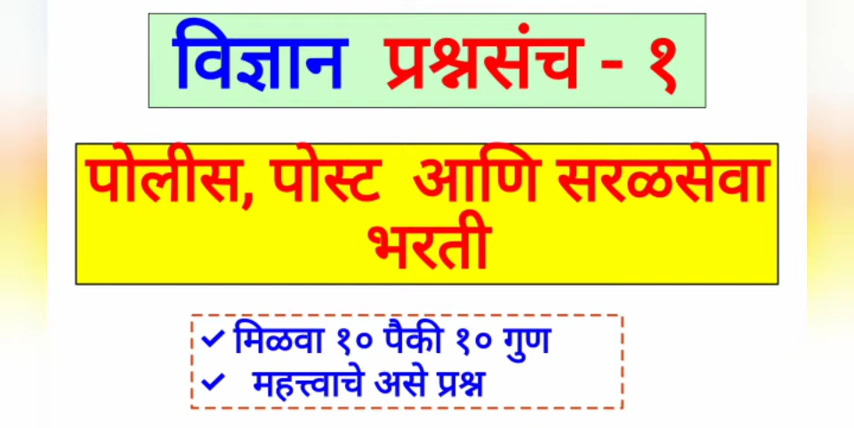 विज्ञान प्रश्नसंच - १
पोलीस, पोस्ट आणि सरळसेवा
भरती
✓ मिळवा १० पैकी १० गुण
✓ महत्त्वाचे असे प्रश्न